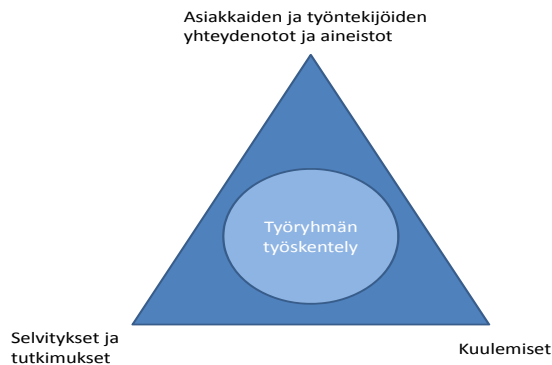 Asiakkaiden ja työntekijöiden
yhteydenotot ja aineistot
Työryhmän
työskentely
Selvitykset ja
tutkimukset
Kuulemiset